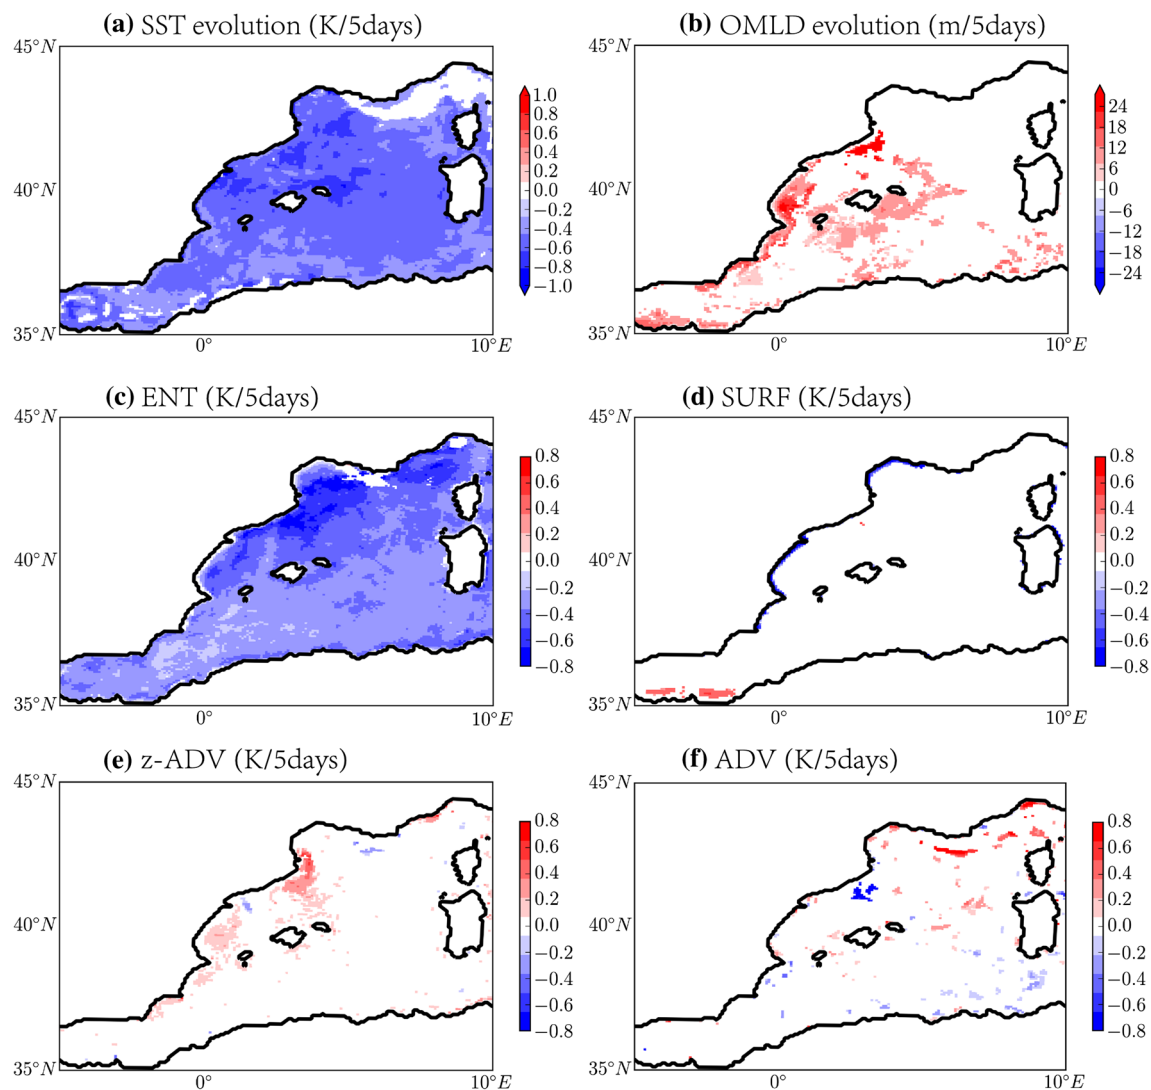 (a) SST evolution (K/5days)
(b) OMLD evolution (m/5days)
45°N
40°N
35°N
0°
10°E
1.0
0.8
0.6
0.4
0.2
0.0
−0.2
−0.4
−0.6
−0.8
−1.0
45°N
40°N
35°N
0°
10°E
24
18
12
6
0
−6
−12
−18
−24
(c) ENT (K/5days)
(d) SURF (K/5days)
45°N
40°N
35°N
0°
10°E
0.8
0.6
0.4
0.2
0.0
−0.2
−0.4
−0.6
−0.8
45°N
40°N
35°N
0°
10°E
0.8
0.6
0.4
0.2
0.0
−0.2
−0.4
−0.6
−0.8
(e) z-ADV (K/5days)
(f) ADV (K/5days)
45°N
40°N
35°N
0°
10°E
0.8
0.6
0.4
0.2
0.0
−0.2
−0.4
−0.6
−0.8
45°N
40°N
35°N
0°
10°E
0.8
0.6
0.4
0.2
0.0
−0.2
−0.4
−0.6
−0.8